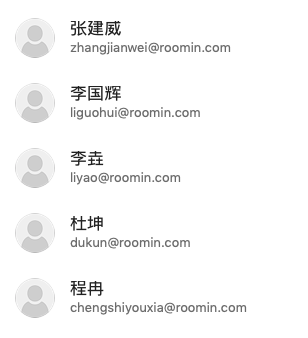 张建威
zhangjianwei@roomin.com
李国辉
liguohui@roomin.com
李垚
liyao@roomin.com
杜坤
dukun@roomin.com
程冉
chengshiyouxia@roomin.com